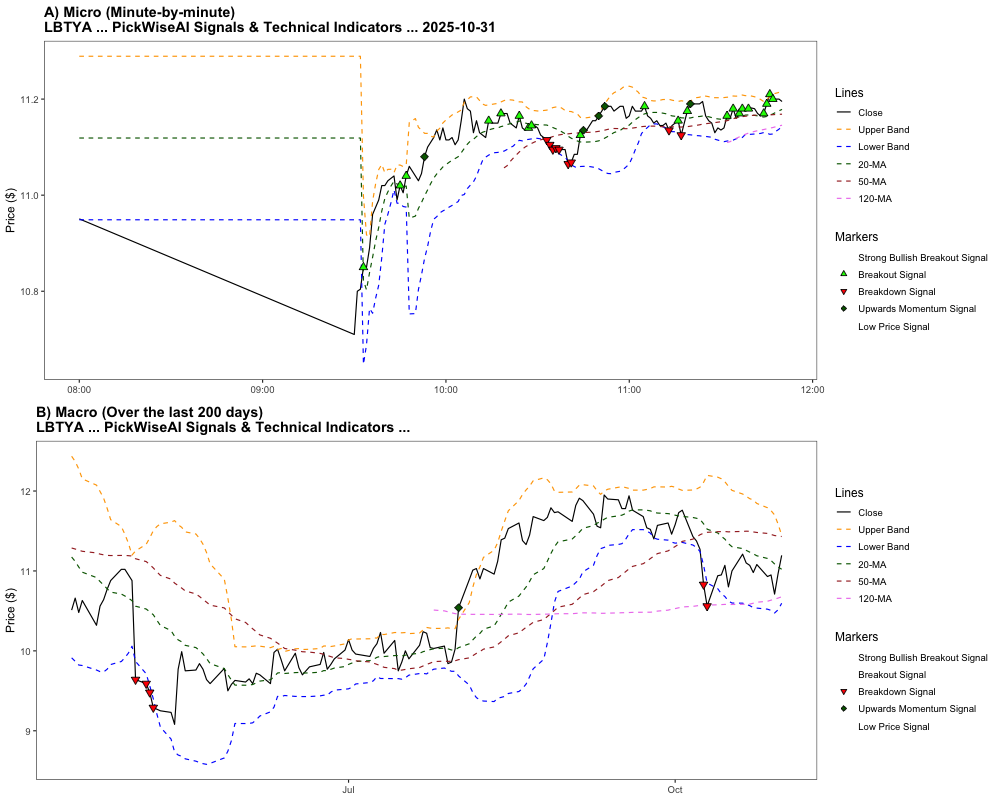 A) Micro (Minute-by-minute)
LBTYA ... PickWiseAI Signals & Technical Indicators ... 2025-10-31
Price ($)
11.2
11.0
10.8
08:00
09:00
10:00
11:00
12:00
Lines
Close
Upper Band
Lower Band
20-MA
50-MA
120-MA
Markers
Strong Bullish Breakout Signal
Breakout Signal
Breakdown Signal
Upwards Momentum Signal
Low Price Signal
B) Macro (Over the last 200 days)
LBTYA ... PickWiseAI Signals & Technical Indicators ...
Price ($)
12
11
10
9
Jul
Oct
Lines
Close
Upper Band
Lower Band
20-MA
50-MA
120-MA
Markers
Strong Bullish Breakout Signal
Breakout Signal
Breakdown Signal
Upwards Momentum Signal
Low Price Signal